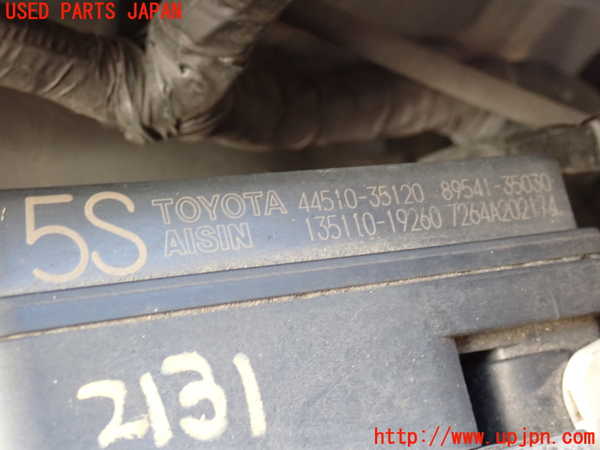 USED PARTS JAPAN
5S TOYOTA 44510-35120 89541-35030
AISIN 135110-19260 7264A202174
2131
http://www.upjpn.com